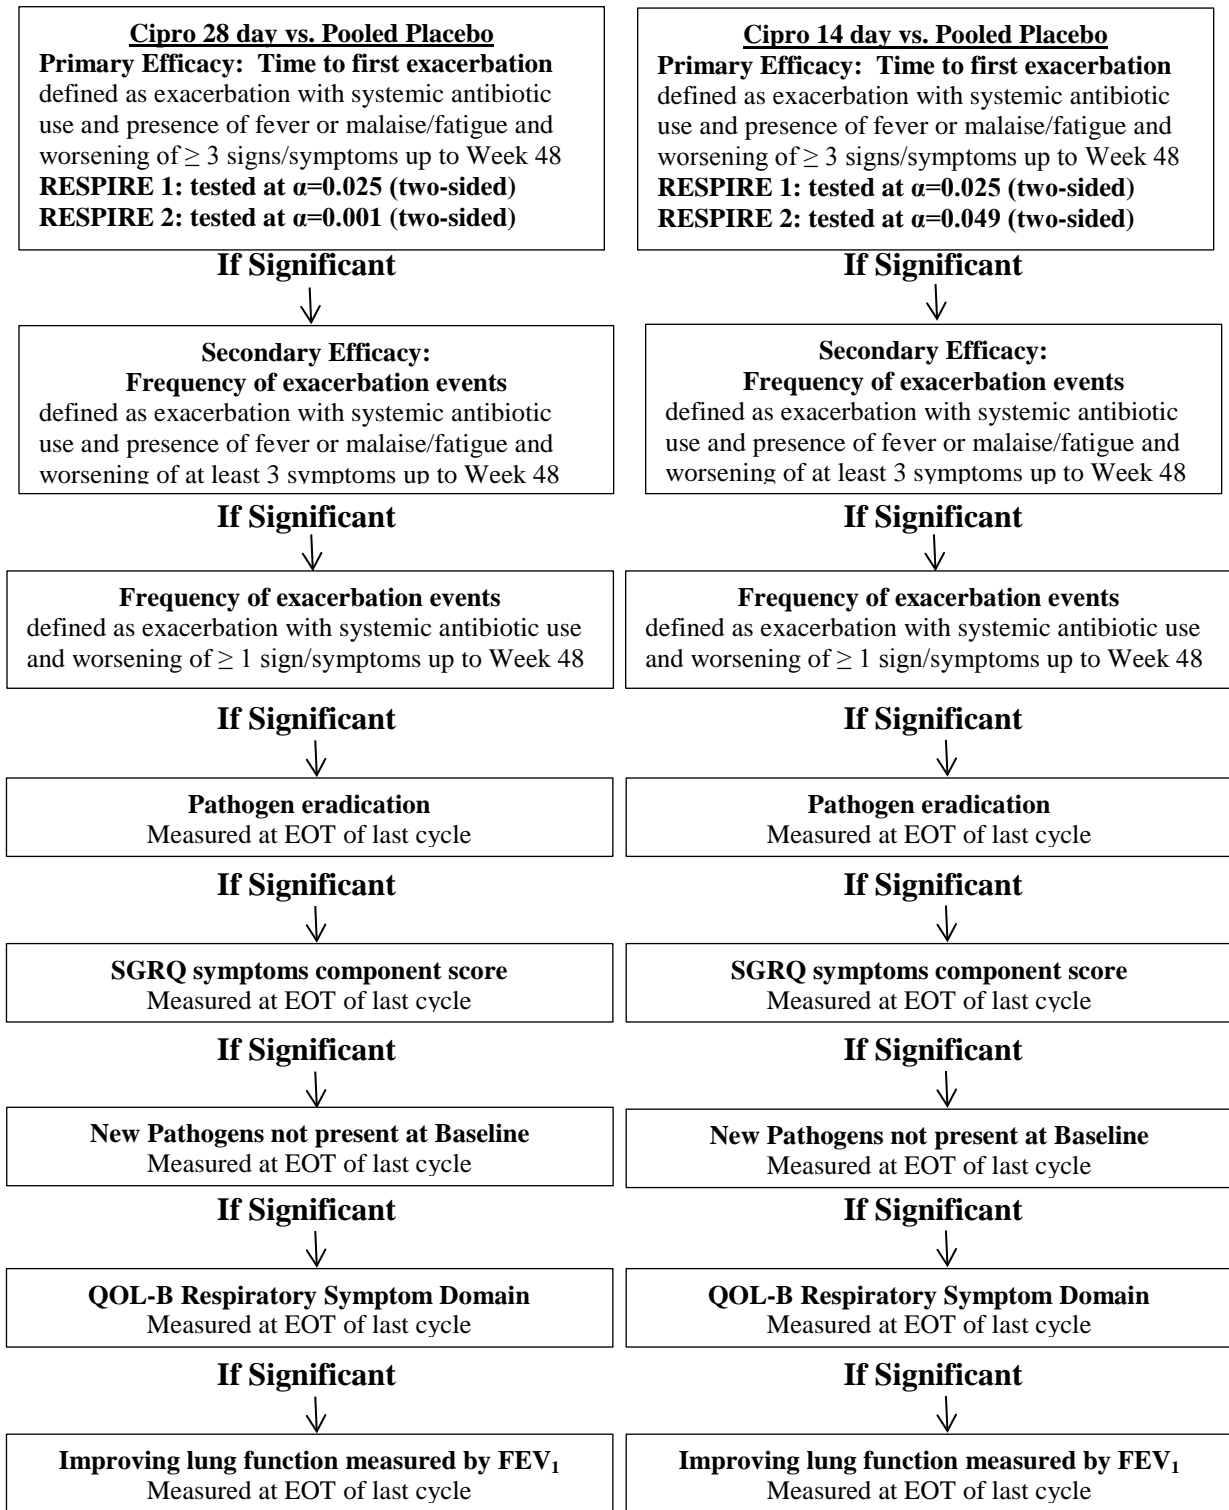 Cipro 28 day vs. Pooled Placebo
Primary Efficacy: Time to first exacerbation
defined as exacerbation with systemic antibiotic
use and presence of fever or malaise/fatigue and
worsening of ≥ 3 signs/symptoms up to Week 48
RESPIRE 1: tested at α=0.025 (two-sided)
RESPIRE 2: tested at α=0.001 (two-sided)
If Significant
Secondary Efficacy:
Frequency of exacerbation events
defined as exacerbation with systemic antibiotic
use and presence of fever or malaise/fatigue and
worsening of at least 3 symptoms up to Week 48
If Significant
Frequency of exacerbation events
defined as exacerbation with systemic antibiotic use
and worsening of ≥ 1 sign/symptoms up to Week 48
If Significant
Pathogen eradication
Measured at EOT of last cycle
If Significant
SGRQ symptoms component score
Measured at EOT of last cycle
If Significant
New Pathogens not present at Baseline
Measured at EOT of last cycle
If Significant
QOL-B Respiratory Symptom Domain
Measured at EOT of last cycle
If Significant
Improving lung function measured by FEV₁
Measured at EOT of last cycle
Cipro 14 day vs. Pooled Placebo
Primary Efficacy: Time to first exacerbation
defined as exacerbation with systemic antibiotic
use and presence of fever or malaise/fatigue and
worsening of ≥ 3 signs/symptoms up to Week 48
RESPIRE 1: tested at α=0.025 (two-sided)
RESPIRE 2: tested at α=0.049 (two-sided)
If Significant
Secondary Efficacy:
Frequency of exacerbation events
defined as exacerbation with systemic antibiotic
use and presence of fever or malaise/fatigue and
worsening of at least 3 symptoms up to Week 48
If Significant
Frequency of exacerbation events
defined as exacerbation with systemic antibiotic use
and worsening of ≥ 1 sign/symptoms up to Week 48
If Significant
Pathogen eradication
Measured at EOT of last cycle
If Significant
SGRQ symptoms component score
Measured at EOT of last cycle
If Significant
New Pathogens not present at Baseline
Measured at EOT of last cycle
If Significant
QOL-B Respiratory Symptom Domain
Measured at EOT of last cycle
If Significant
Improving lung function measured by FEV₁
Measured at EOT of last cycle